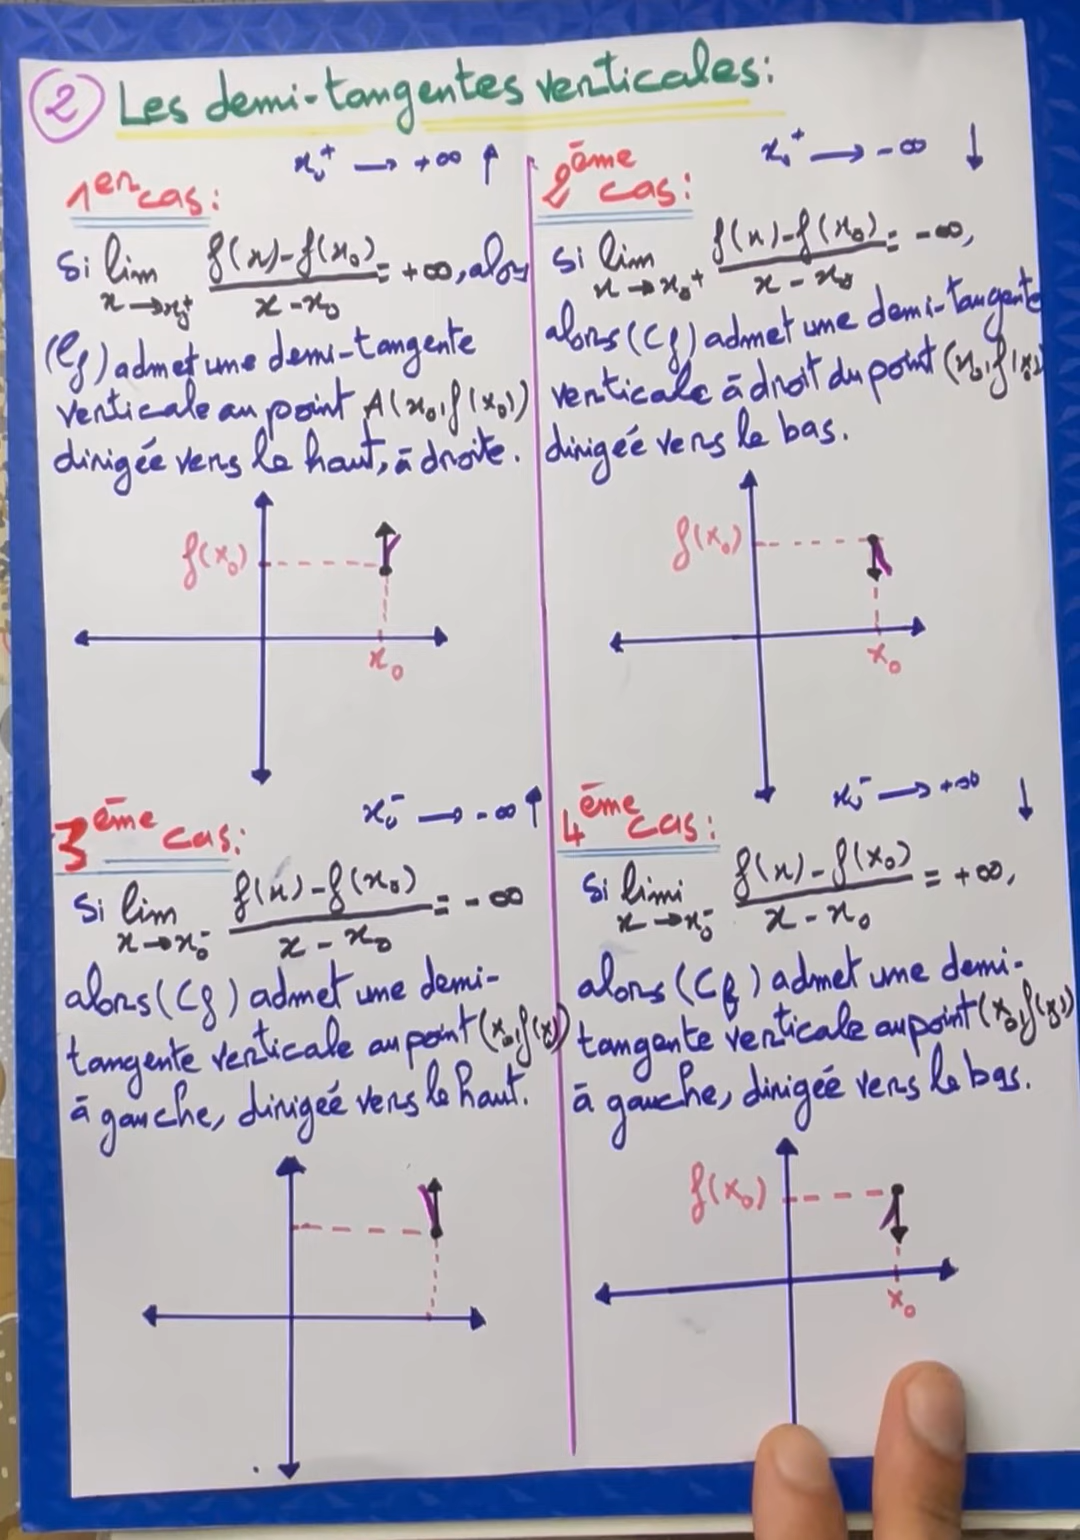 2 Les demi-tangentes verticales:
1er cas:
x₀⁺ → +∞ ↑
Si lim x→x₀⁺ f(x)-f(x₀)/x-x₀ = +∞, alors
(Cf) admet une demi-tangente
verticale au point A(x₀, f(x₀))
dirigée vers le haut, à droite.
f(x₀)
x₀
2ème cas:
x₀⁺ → -∞ ↓
Si lim x→x₀⁺ f(x)-f(x₀)/x-x₀ = -∞,
alors (Cf) admet une demi-tangente
verticale à droit du point (x₀, f(x₀)
dirigée vers le bas.
f(x₀)
x₀
3ème cas:
x₀⁻ → -∞ ↑
Si lim x→x₀⁻ f(x)-f(x₀)/x-x₀ = -∞
alors (Cf) admet une demi-
tangente verticale au point (x₀, f(x₀))
à gauche, dirigée vers le haut.
4ème cas:
x₀⁻ → +∞ ↓
Si limi x→x₀⁻ f(x)-f(x₀)/x-x₀ = +∞,
alors (Cf) admet une demi-
tangente verticale au point (x₀, f(x₀))
à gauche, dirigée vers le bas.
f(x₀)
x₀